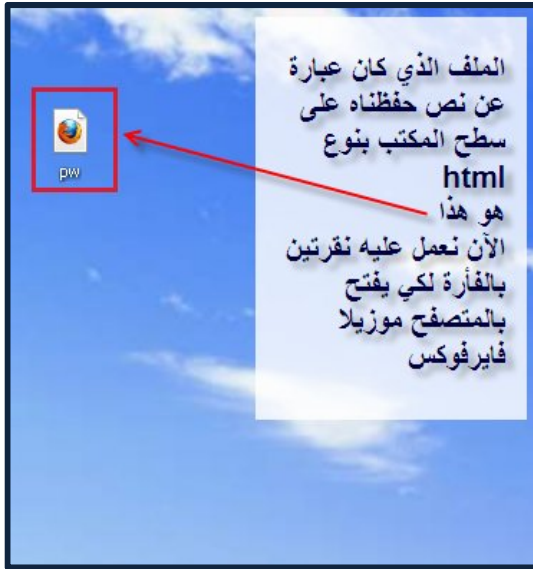 الملف الذي كان عبارة
عن نص حفظناه على
سطح المكتب بنوع
html
هو هذا
الآن نعمل عليه نقرتين
بالفأرة لكي يفتح
بالمتصفح موزيلا
فايرفوكس
pw